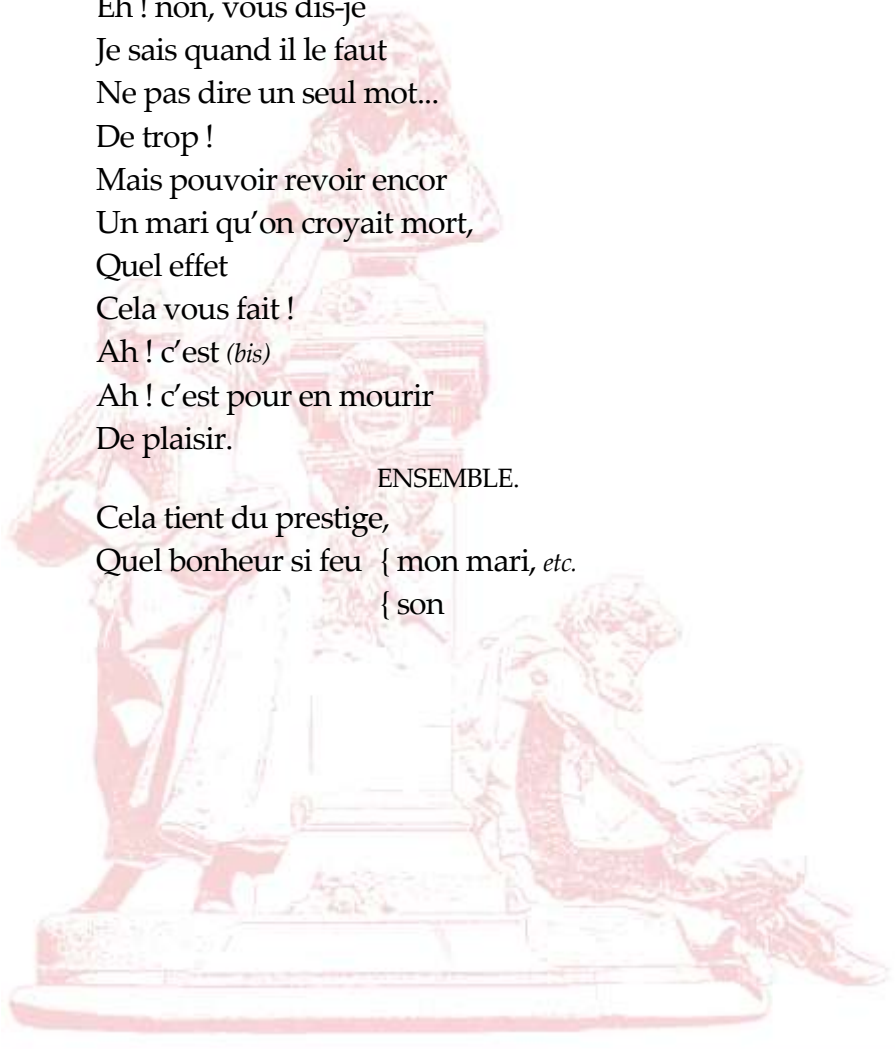 Eh ! non, vous dis-je
Je sais quand il le faut
Ne pas dire un seul mot...
De trop !
Mais pouvoir revoir encor
Un mari qu’on croyait mort,
Quel effet
Cela vous fait !
Ah ! c’est (bis)
Ah ! c’est pour en mourir
De plaisir.
ENSEMBLE.
Cela tient du prestige,
Quel bonheur si feu { mon mari, etc.
{ son